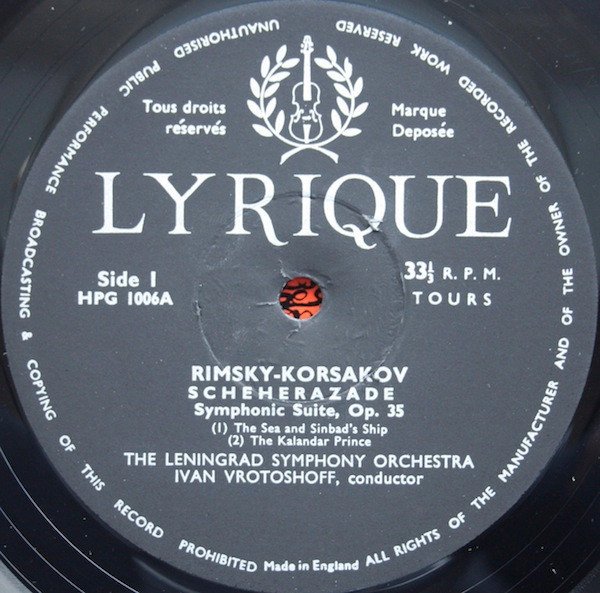 ALL RIGHTS OF THE MANUFACTURER AND OF THE OWNER OF THE RECORDED WORK RESERVED UNAUTHORISED PUBLIC PERFORMANCE BROADCASTING & COPYING OF THIS RECORD PROHIBITED
Tous droits réservés
Marque Deposée
LYRIQUE
Side 1
HPG 1006A
33⅓ R. P. M.
TOURS
RIMSKY-KORSAKOV
SCHEHERAZADE
Symphonic Suite, Op. 35
(1) The Sea and Sinbad's Ship
(2) The Kalandar Prince
THE LENINGRAD SYMPHONY ORCHESTRA
IVAN VROTOSHOFF, conductor
Made in England